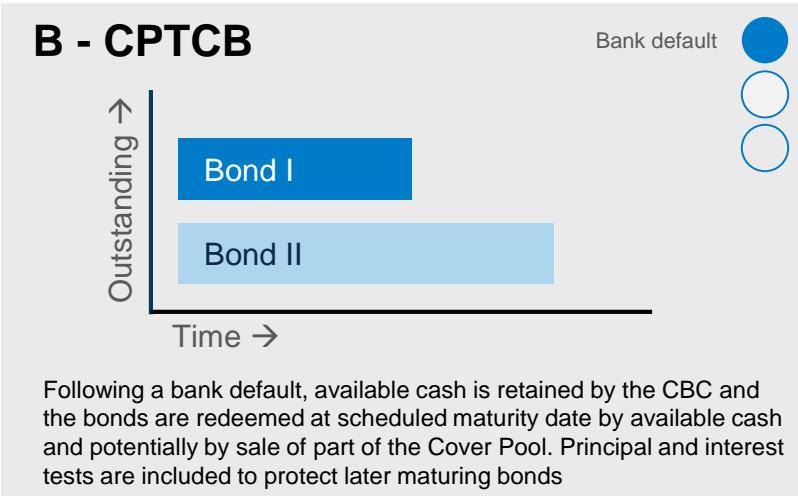 B - CPTCB
Bank default
Outstanding →
Bond I
Bond II
Time →
Following a bank default, available cash is retained by the CBC and
the bonds are redeemed at scheduled maturity date by available cash
and potentially by sale of part of the Cover Pool. Principal and interest
tests are included to protect later maturing bonds